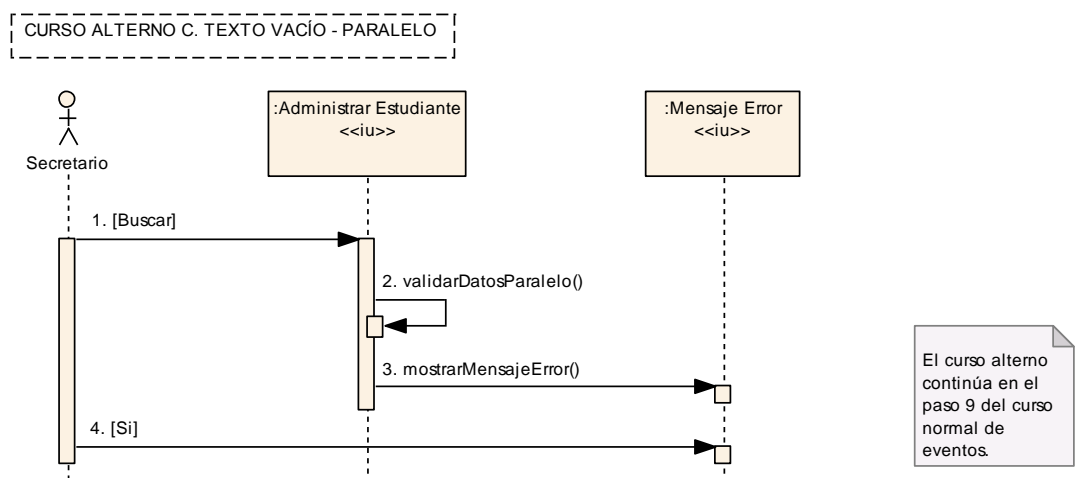 CURSO ALTERNO C. TEXTO VACÍO - PARALELO
:Administrar Estudiante
<<iu>>
:Mensaje Error
<<iu>>
Secretario
1. [Buscar]
2. validarDatosParalelo()
3. mostrarMensajeError()
4. [Si]
El curso alterno
continúa en el
paso 9 del curso
normal de
eventos.